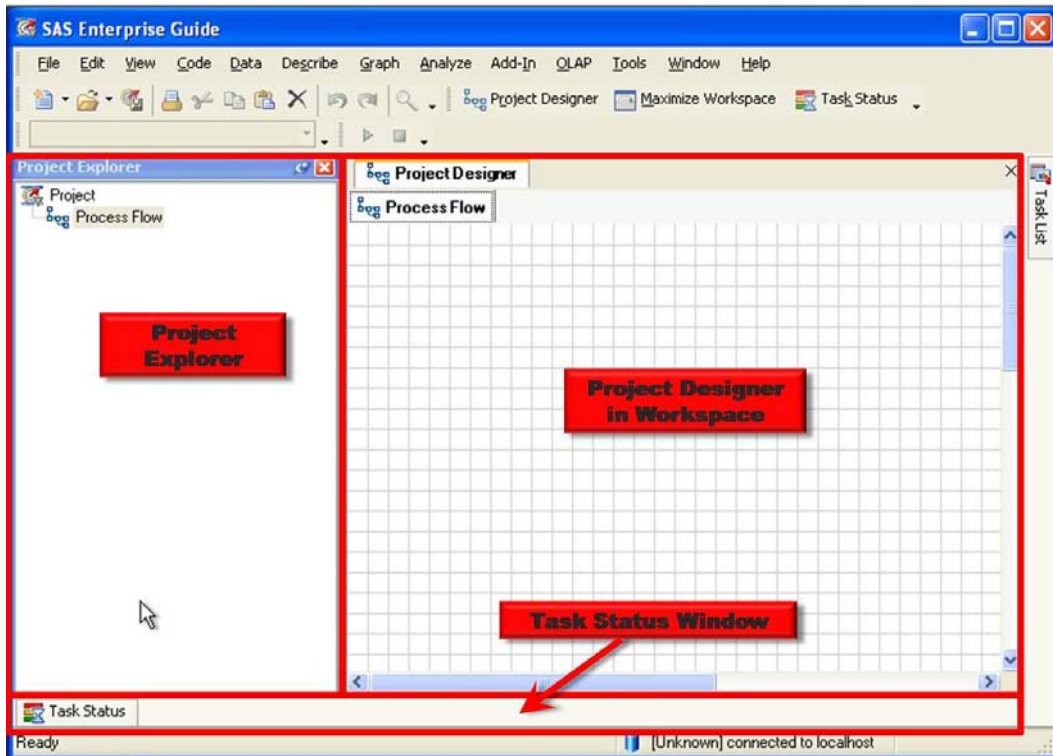 SAS Enterprise Guide
File Edit View Code Data Describe Graph Analyze Add-In OLAP Tools Window Help
Project Designer Maximize Workspace Task Status
Project Explorer
Project
Process Flow
Project Designer
Process Flow
Task List
Project
Explorer
Project Designer
in Workspace
Task Status Window
Task Status
Ready
[Unknown] connected to localhost